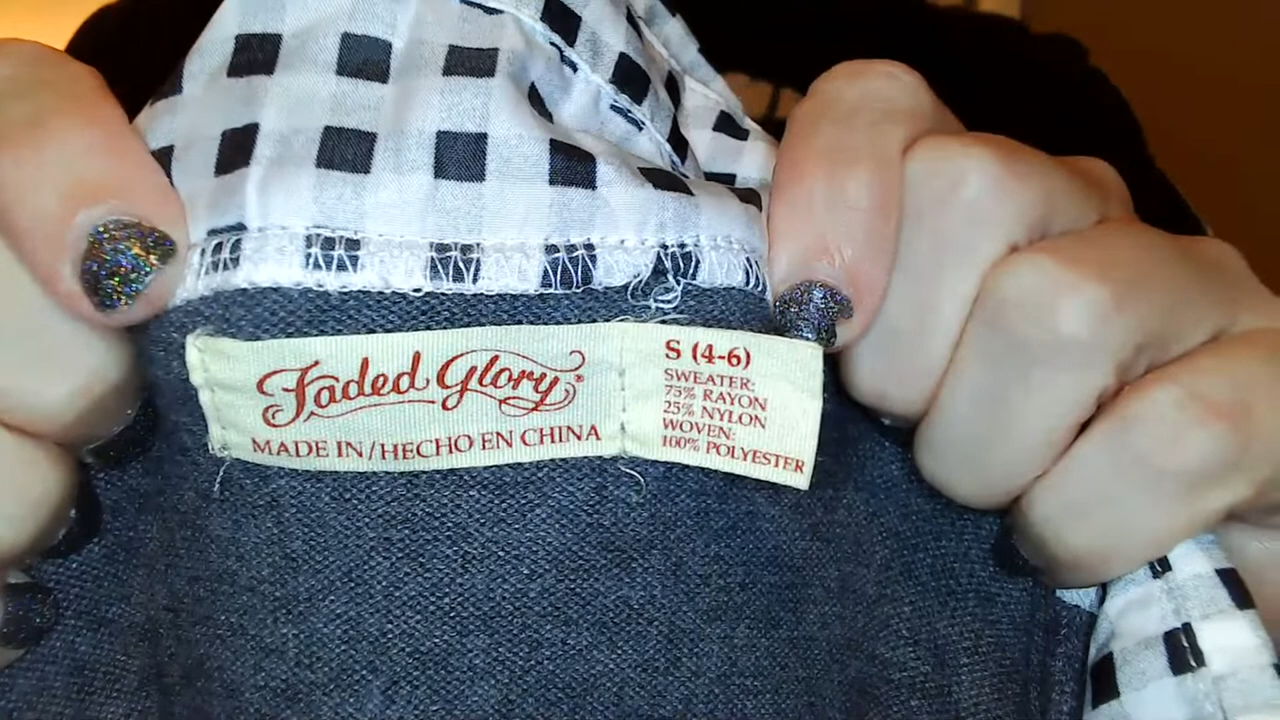 Faded Glory®
MADE IN/HECHO EN CHINA
S (4-6)
SWEATER:
75% RAYON
25% NYLON
WOVEN:
100% POLYESTER